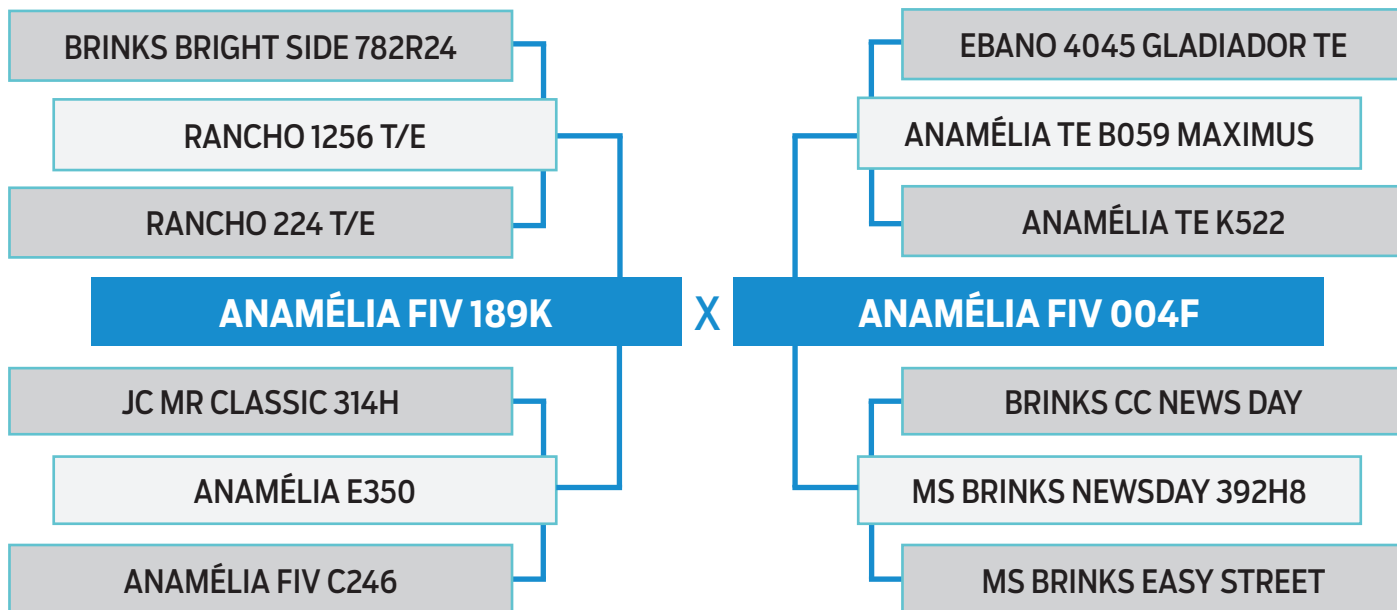 BRINKS BRIGHT SIDE 782R24
RANCHO 1256 T/E
RANCHO 224 T/E
ANAMÉLIA FIV 189K
JC MR CLASSIC 314H
ANAMÉLIA E350
ANAMÉLIA FIV C246
X
EBANO 4045 GLADIADOR TE
ANAMÉLIA TE B059 MAXIMUS
ANAMÉLIA TE K522
ANAMÉLIA FIV 004F
BRINKS CC NEWS DAY
MS BRINKS NEWSDAY 392H8
MS BRINKS EASY STREET